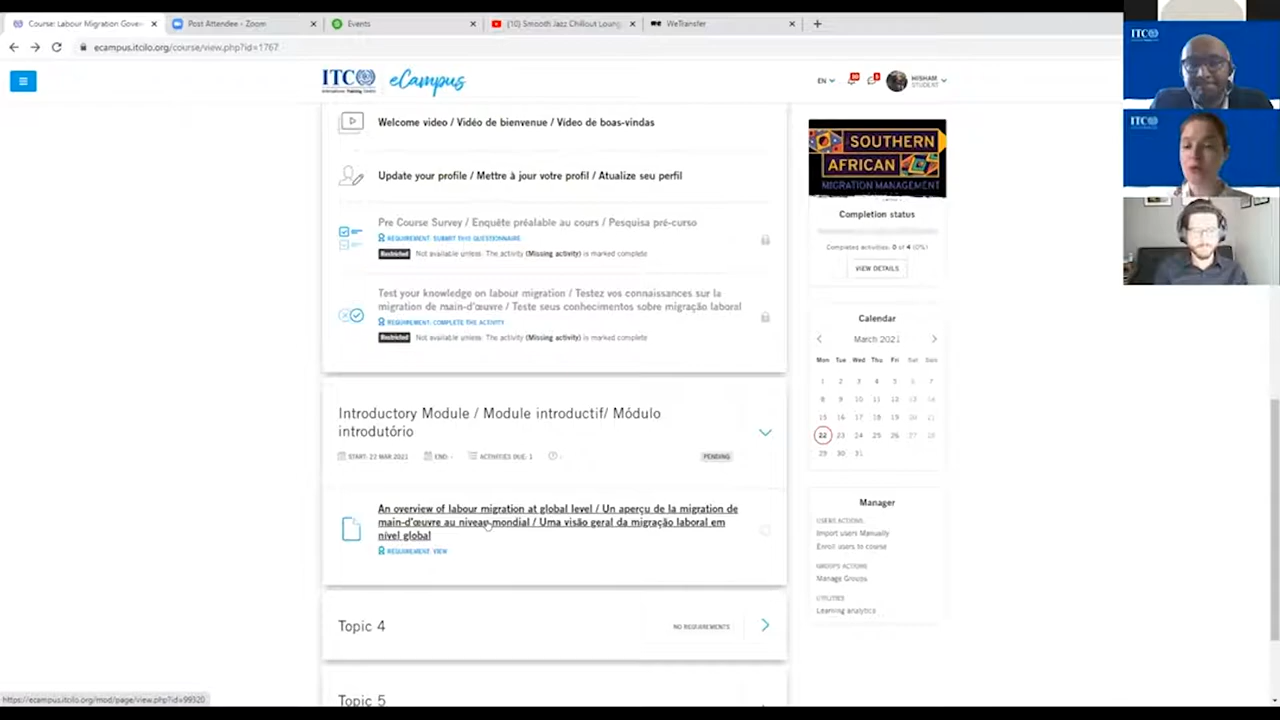 Course: Labour Migration Gover
Post Attendee - Zoom
Events
(10) Smooth Jazz Chillout Loung
WeTransfer
ecampus.itcilo.org/course/view.php?id=1767
ITC
eCampus
International Training Centre
EN
HISHAM
STUDENT
ITC
ITC
Welcome video / Vidéo de bienvenue / Vídeo de boas-vindas
Update your profile / Mettre à jour votre profil / Atualize seu perfil
Pre Course Survey / Enquête préalable au cours / Pesquisa pré-curso
REQUIREMENT: SUBMIT THIS QUESTIONNAIRE
Restricted Not available unless: The activity (Missing activity) is marked complete
Test your knowledge on labour migration / Testez vos connaissances sur la
migration de main-d'œuvre / Teste seus conhecimentos sobre migração laboral
REQUIREMENT: COMPLETE THE ACTIVITY
Restricted Not available unless: The activity (Missing activity) is marked complete
Introductory Module / Module introductif/ Módulo
introdutório
START: 22 MAR 2021 END: - ACTIVITIES DUE: 1 -
PENDING
An overview of labour migration at global level / Un aperçu de la migration de
main-d'œuvre au niveau mondial / Uma visão geral da migração laboral em
nível global
REQUIREMENT: VIEW
Topic 4
NO REQUIREMENTS
Topic 5
SOUTHERN
AFRICAN
MIGRATION MANAGEMENT
Completion status
Completed activities: 0 of 4 (0%)
VIEW DETAILS
Calendar
March 2021
Mon Tue Wed Thu Fri Sat Sun
1 2 3 4 5 6 7
8 9 10 11 12 13 14
15 16 17 18 19 20 21
22 23 24 25 26 27 28
29 30 31
Manager
USERS ACTIONS:
Import users Manually
Enroll users to course
GROUPS ACTIONS
Manage Groups
UTILITIES
Learning analytics
https://ecampus.itcilo.org/mod/page/view.php?id=99320